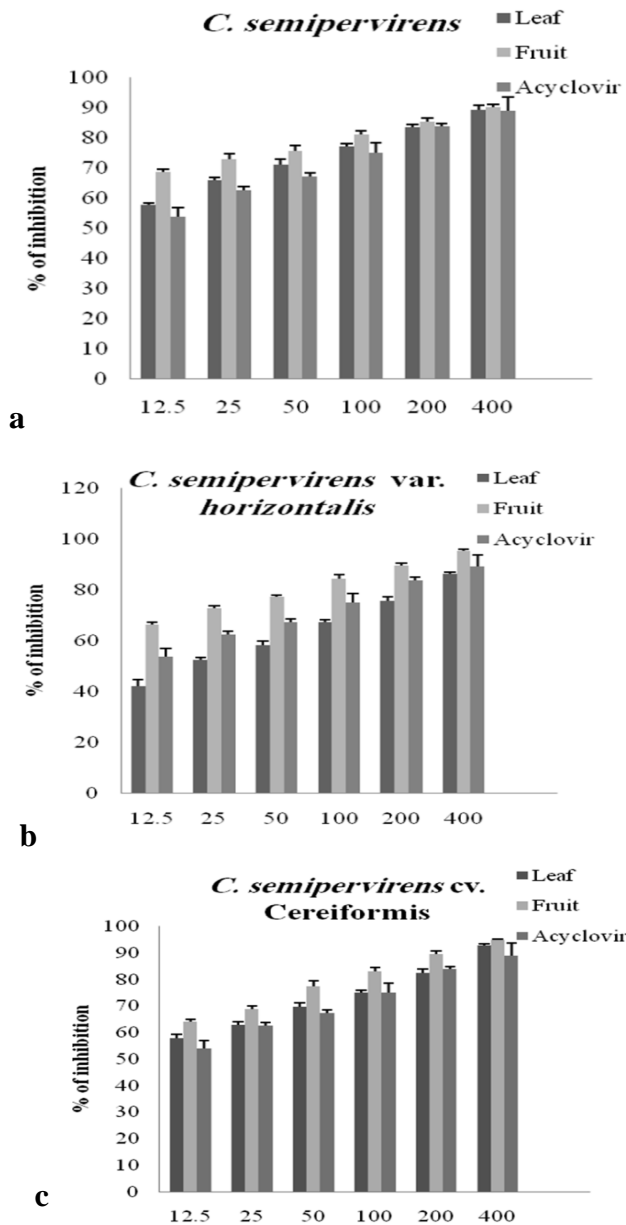 C. semipervirens
Leaf
Fruit
Acyclovir
100
90
80
70
60
50
40
30
20
10
0
% of inhibition
12.5 25 50 100 200 400
a
C. semipervirens var.
horizontalis
Leaf
Fruit
Acyclovir
120
100
80
60
40
20
0
% of inhibition
12.5 25 50 100 200 400
b
C. semipervirens cv.
Cereiformis
Leaf
Fruit
Acyclovir
100
90
80
70
60
50
40
30
20
10
0
% of inhibition
12.5 25 50 100 200 400
c